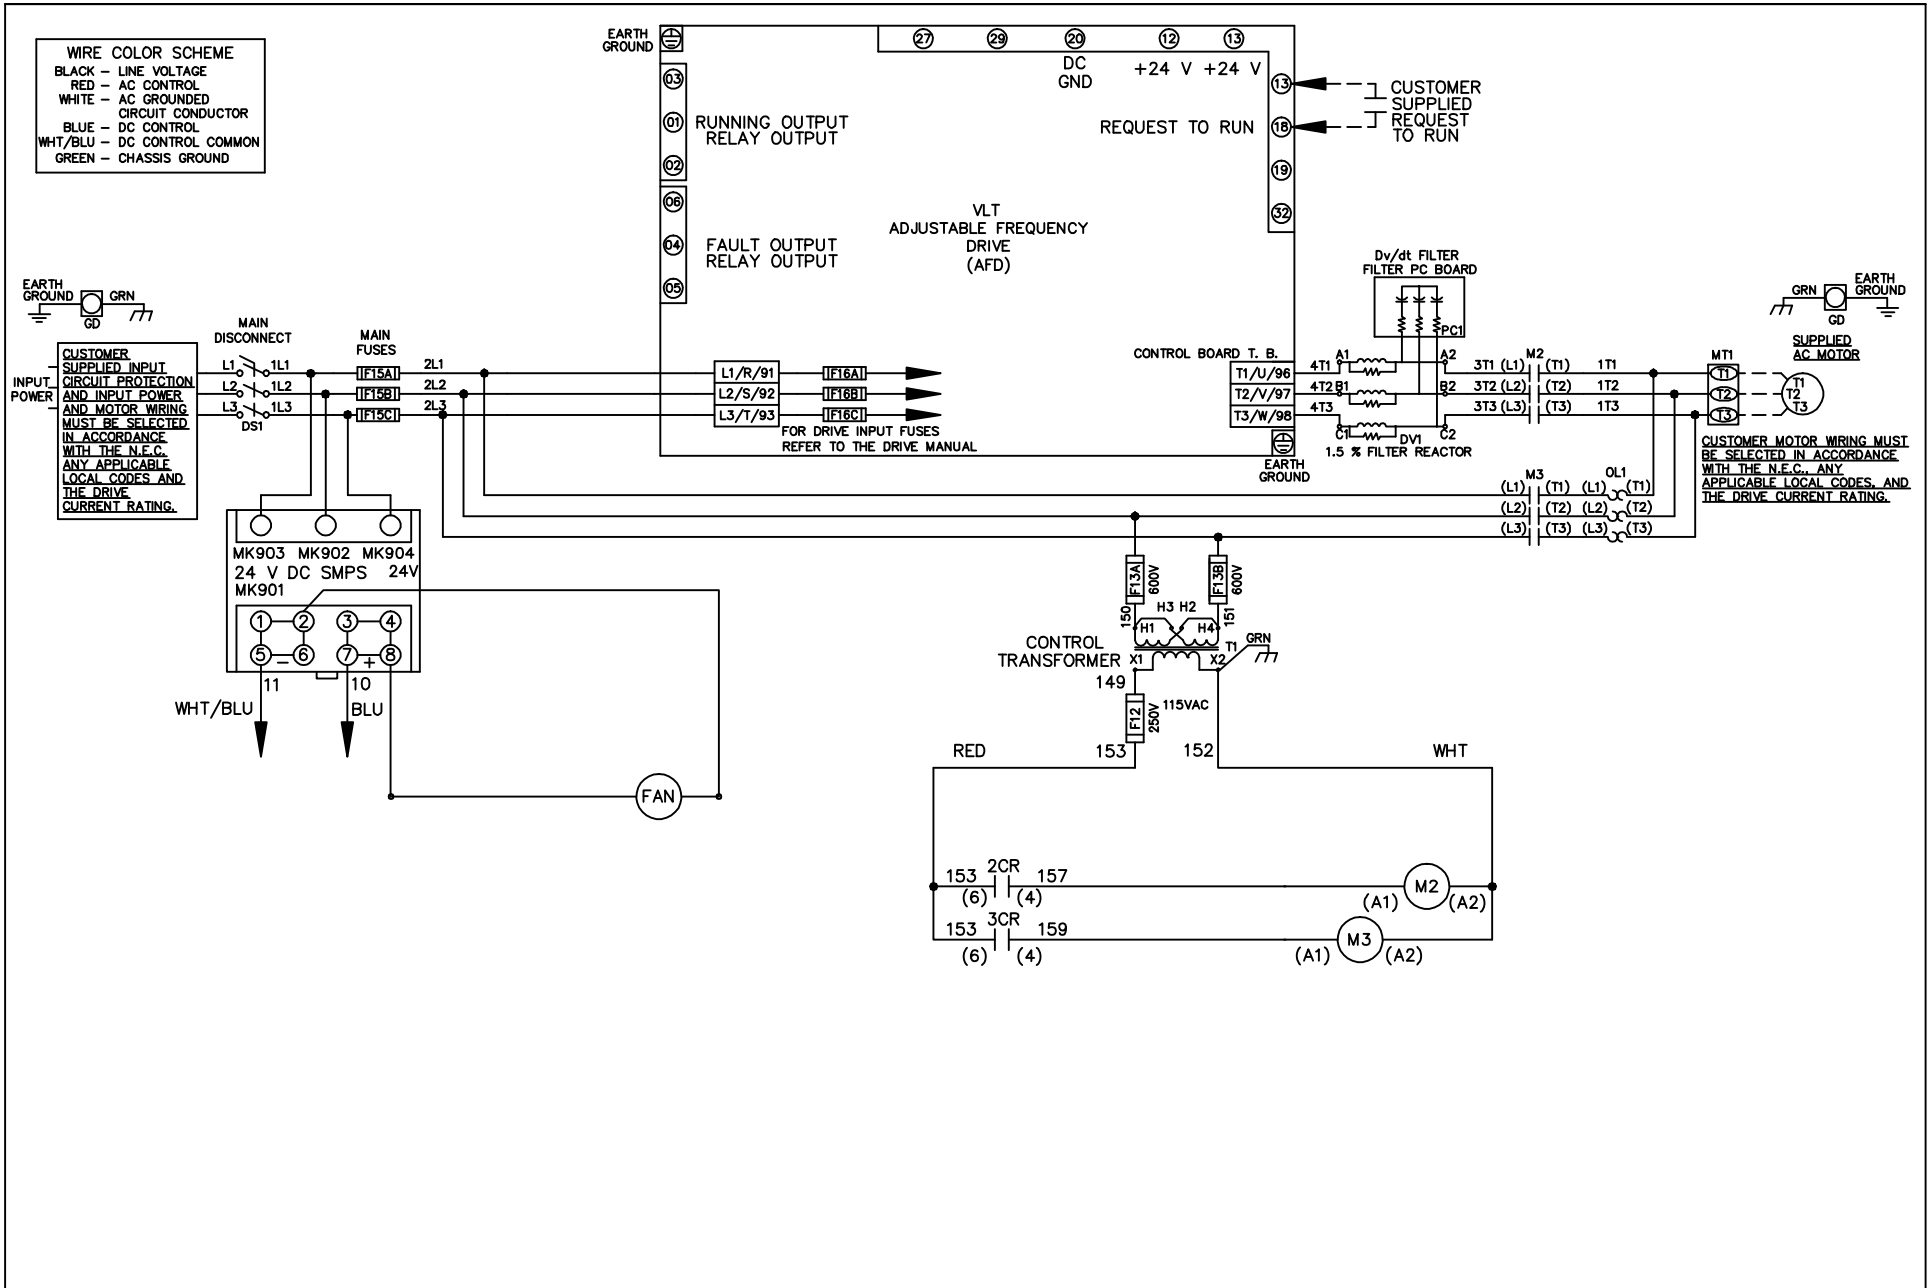 WIRE COLOR SCHEME
BLACK – LINE VOLTAGE
RED – AC CONTROL
WHITE – AC GROUNDED
CIRCUIT CONDUCTOR
BLUE – DC CONTROL
WHT/BLU – DC CONTROL COMMON
GREEN – CHASSIS GROUND
EARTH
GROUND
03
01
02
RUNNING OUTPUT
RELAY OUTPUT
06
04
05
FAULT OUTPUT
RELAY OUTPUT
27
29
20
12
13
DC
GND
+24 V
+24 V
13
18
19
32
REQUEST TO RUN
CUSTOMER
SUPPLIED
REQUEST
TO RUN
VLT
ADJUSTABLE FREQUENCY
DRIVE
(AFD)
EARTH
GROUND
GRN
GD
INPUT
POWER
CUSTOMER
SUPPLIED INPUT
CIRCUIT PROTECTION
AND INPUT POWER
AND MOTOR WIRING
MUST BE SELECTED
IN ACCORDANCE
WITH THE N.E.C.
ANY APPLICABLE
LOCAL CODES AND
THE DRIVE
CURRENT RATING.
MAIN
DISCONNECT
L1
1L1
L2
1L2
L3
1L3
DS1
MAIN
FUSES
F15A
F15B
F15C
2L1
2L2
2L3
L1/R/91
L2/S/92
L3/T/93
F16A
F16B
F16C
FOR DRIVE INPUT FUSES
REFER TO THE DRIVE MANUAL
CONTROL BOARD T. B.
T1/U/96
T2/V/97
T3/W/98
EARTH
GROUND
Dv/dt FILTER
FILTER PC BOARD
PC1
4T1
A1
A2
4T2
B1
B2
4T3
C1
C2
DV1
1.5 % FILTER REACTOR
M2
3T1 (L1) (T1) 1T1
3T2 (L2) (T2) 1T2
3T3 (L3) (T3) 1T3
MT1
T1
T2
T3
GRN
EARTH
GROUND
GD
SUPPLIED
AC MOTOR
T1
T2
T3
CUSTOMER MOTOR WIRING MUST
BE SELECTED IN ACCORDANCE
WITH THE N.E.C., ANY
APPLICABLE LOCAL CODES, AND
THE DRIVE CURRENT RATING.
M3
OL1
(L1) (T1) (L1) (T1)
(L2) (T2) (L2) (T2)
(L3) (T3) (L3) (T3)
MK903 MK902 MK904
24 V DC SMPS 24V
MK901
1
2
3
4
5
–
6
7
+
8
11
10
WHT/BLU
BLU
FAN
F13A
600V
F13B
600V
150
151
H3 H2
H1
H4
CONTROL
TRANSFORMER
X1
X2
T1
GRN
149
F12
250V
115VAC
153
152
RED
WHT
153
2CR
157
(6)
(4)
M2
(A1)
(A2)
153
3CR
159
(6)
(4)
M3
(A1)
(A2)